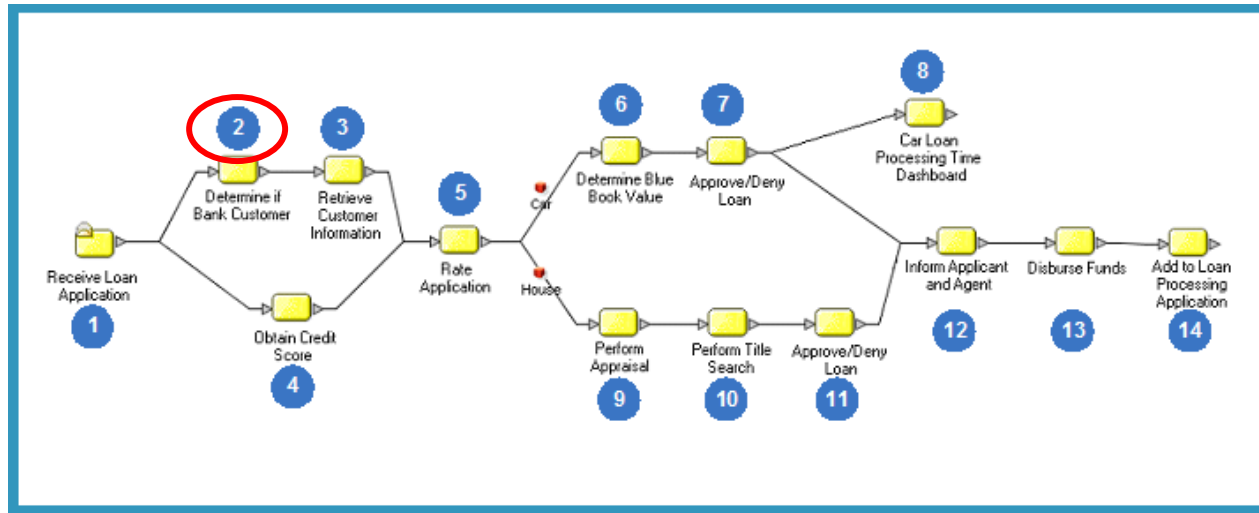 1
Receive Loan
Application
2
Determine if
Bank Customer
3
Retrieve
Customer
Information
4
Obtain Credit
Score
5
Rate
Application
Car
House
6
Determine Blue
Book Value
7
Approve/Deny
Loan
8
Car Loan
Processing Time
Dashboard
9
Perform
Appraisal
10
Perform Title
Search
11
Approve/Deny
Loan
12
Inform Applicant
and Agent
13
Disburse Funds
14
Add to Loan
Processing
Application